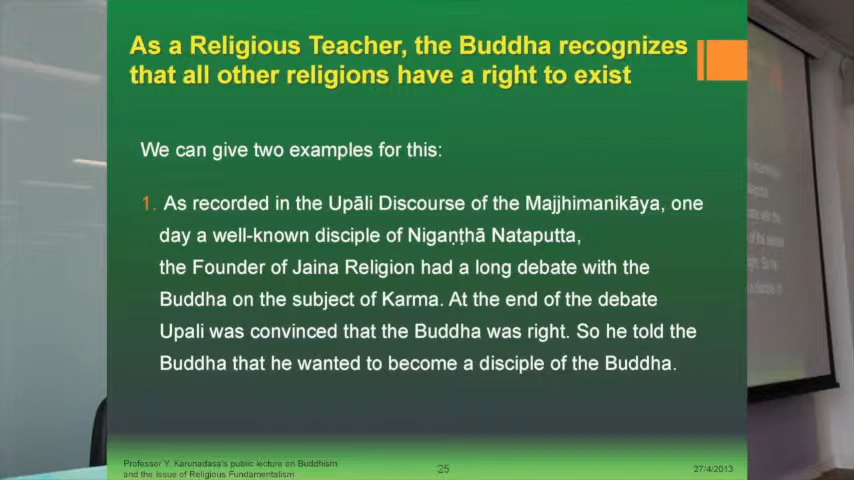 As a Religious Teacher, the Buddha recognizes
that all other religions have a right to exist
We can give two examples for this:
1. As recorded in the Upāli Discourse of the Majjhimanikāya, one
day a well-known disciple of Nigaṇṭhā Nataputta,
the Founder of Jaina Religion had a long debate with the
Buddha on the subject of Karma. At the end of the debate
Upali was convinced that the Buddha was right. So he told the
Buddha that he wanted to become a disciple of the Buddha.
Professor Y. Karunadasa's public lecture on Buddhism
and the Issue of Religious Fundamentalism
25
27/4/2013